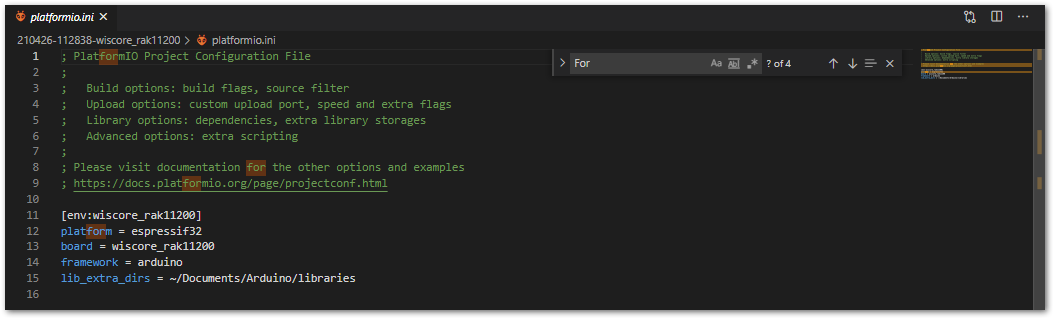 platformio.ini
210426-112838-wiscore_rak11200 > platformio.ini
For
Aa
ab
.*
? of 4
1 ; PlatformIO Project Configuration File
2 ;
3 ;   Build options: build flags, source filter
4 ;   Upload options: custom upload port, speed and extra flags
5 ;   Library options: dependencies, extra library storages
6 ;   Advanced options: extra scripting
7 ;
8 ; Please visit documentation for the other options and examples
9 ; https://docs.platformio.org/page/projectconf.html
10
11 [env:wiscore_rak11200]
12 platform = espressif32
13 board = wiscore_rak11200
14 framework = arduino
15 lib_extra_dirs = ~/Documents/Arduino/libraries
16